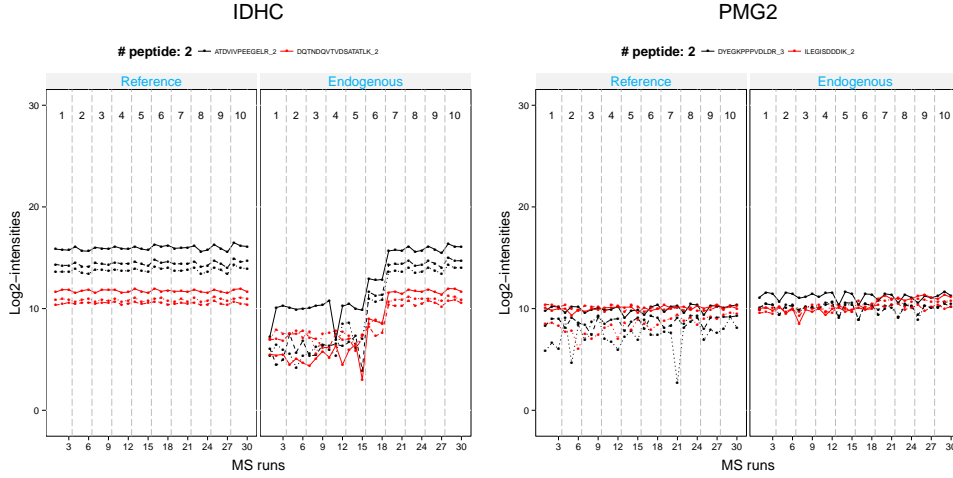 IDHC
# peptide: 2 ATDVIVPEEGELR_2 DQTNDQVTVDSATATLK_2
Reference Endogenous
30
20
10
0
1 2 3 4 5 6 7 8 9 10 1 2 3 4 5 6 7 8 9 10
3 6 9 12 15 18 21 24 27 30 3 6 9 12 15 18 21 24 27 30
MS runs
Log2-intensities
PMG2
# peptide: 2 DYEGKPPPVDLDR_3 ILEGISDDDIK_2
Reference Endogenous
30
20
10
0
1 2 3 4 5 6 7 8 9 10 1 2 3 4 5 6 7 8 9 10
3 6 9 12 15 18 21 24 27 30 3 6 9 12 15 18 21 24 27 30
MS runs
Log2-intensities